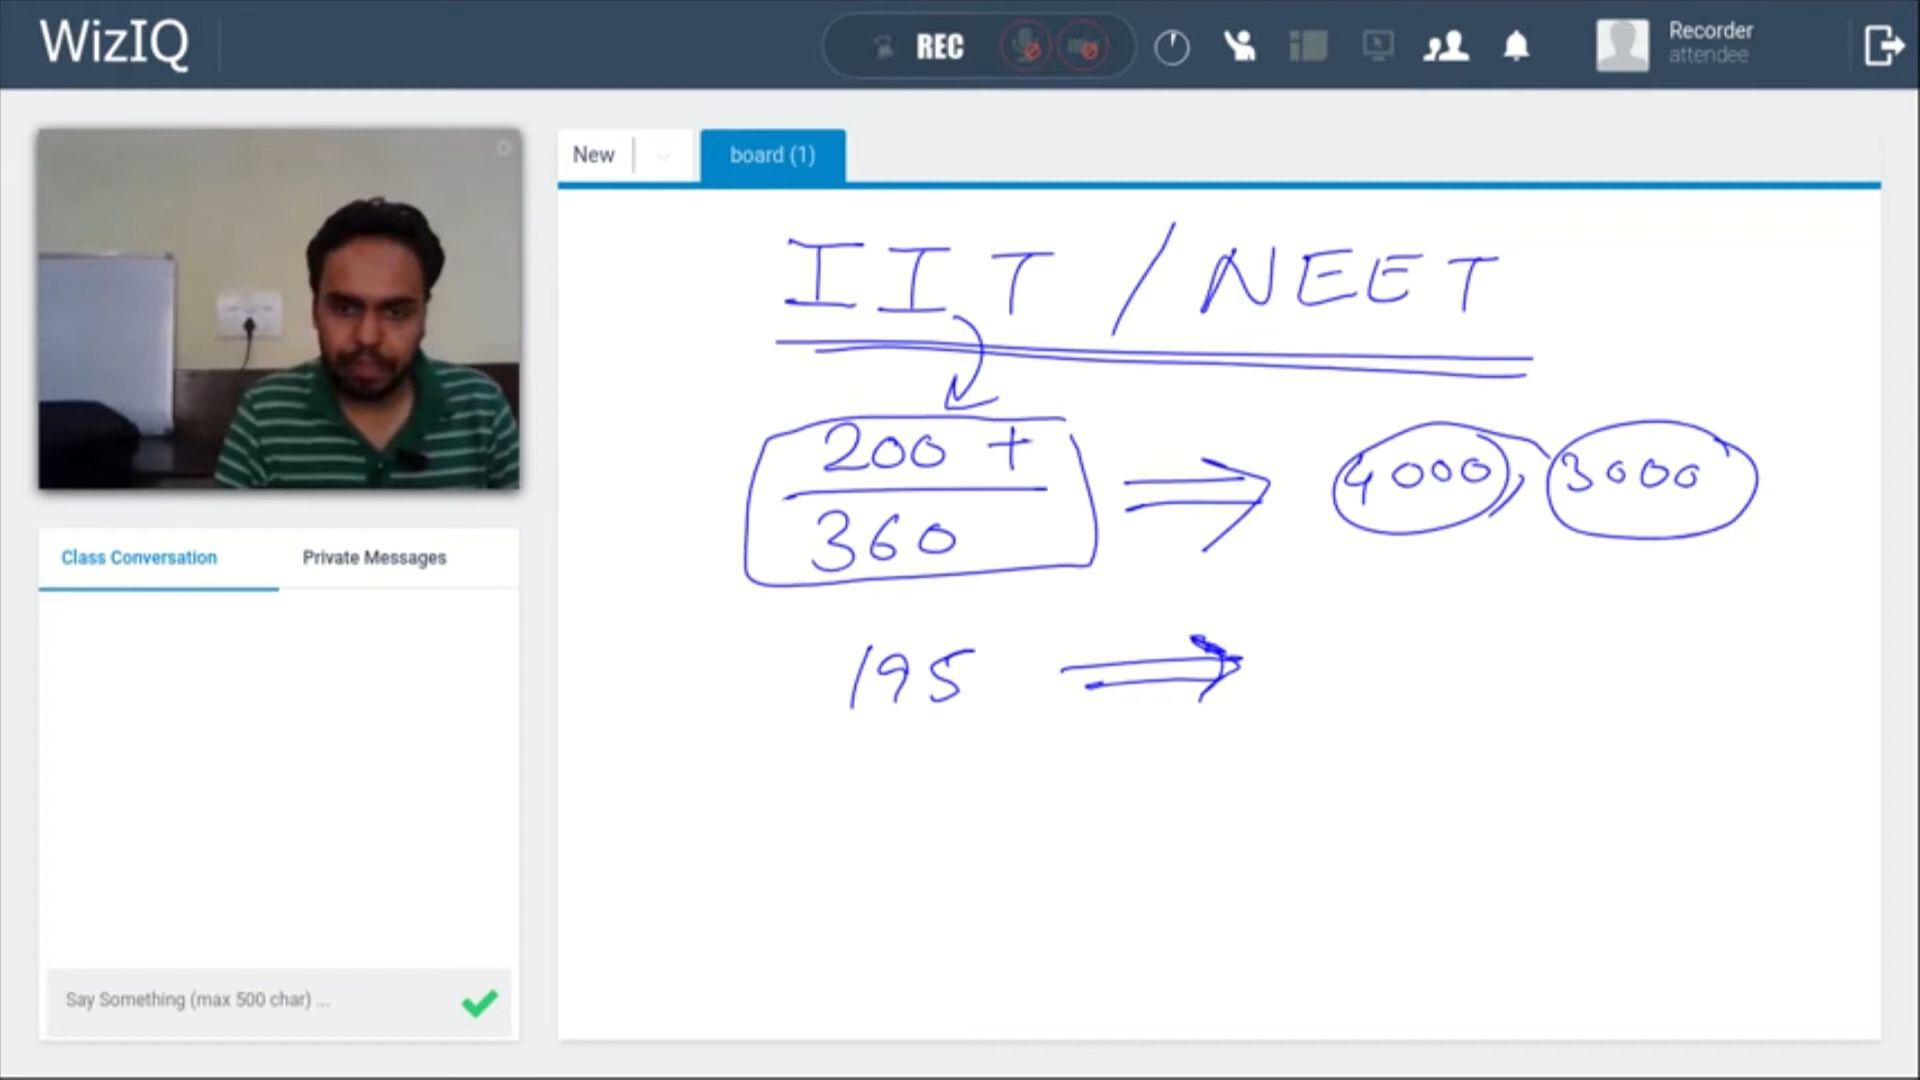 WizIQ
REC
Recorder
attendee
New
board (1)
IIT / NEET
200 +
360
⇒ 4000, 3000
195 ⇒
Class Conversation
Private Messages
Say Something (max 500 char) ...